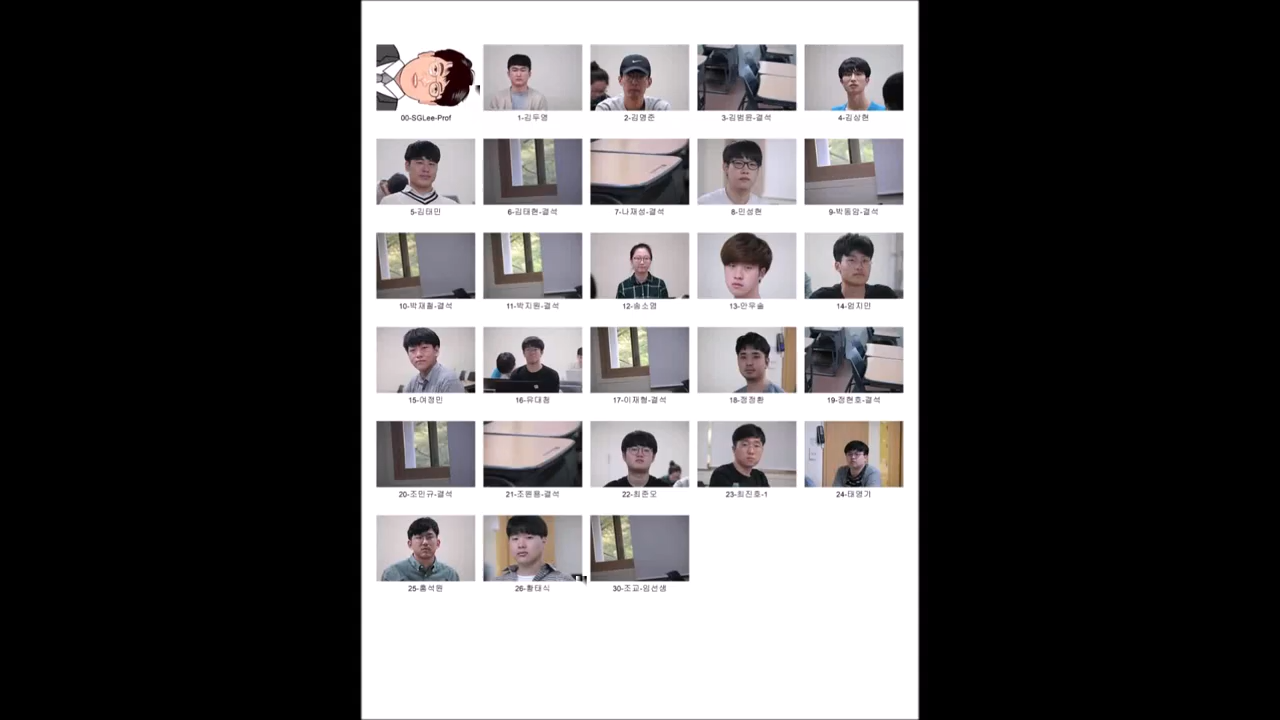 00-SGLee-Prof
1-김두영
2-김명준
3-김범윤-결석
4-김상현
5-김태민
6-김태현-결석
7-나재성-결석
8-민성현
9-박동엄-결석
10-박재철-결석
11-박지원-결석
12-송소영
13-안우솔
14-엄지민
15-여정민
16-유대청
17-이재형-결석
18-정정환
19-정현호-결석
20-조민규-결석
21-조원용-결석
22-최준모
23-최진호-1
24-태영기
25-홍석원
26-황태식
30-조교-임선생